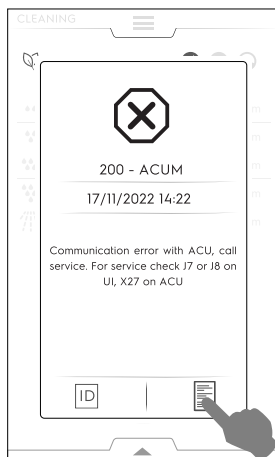 CLEANING
200 - ACUM
17/11/2022 14:22
Communication error with ACU, call
service. For service check J7 or J8 on
UI, X27 on ACU
ID